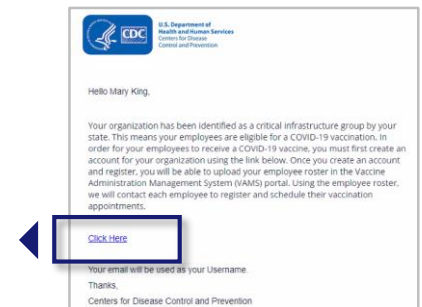 CDC
U.S. Department of
Health and Human Services
Centers for Disease
Control and Prevention
Hello Mary King,
Your organization has been identified as a critical infrastructure group by your
state. This means your employees are eligible for a COVID-19 vaccination. In
order for your employees to receive a COVID-19 vaccine, you must first create an
account for your organization using the link below. Once you create an account
and register, you will be able to upload your employee roster in the Vaccine
Administration Management System (VAMS) portal. Using the employee roster,
we will contact each employee to register and schedule their vaccination
appointments.
Click Here
Your email will be used as your Username.
Thanks,
Centers for Disease Control and Prevention